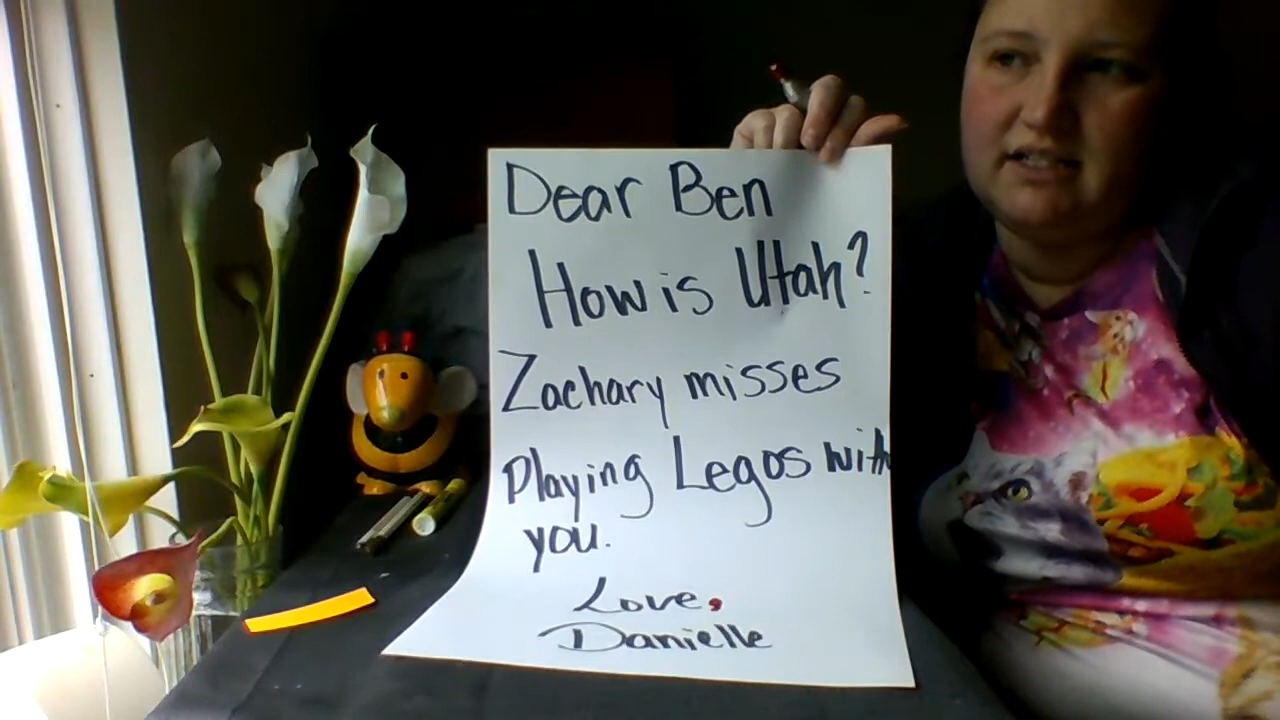 Dear Ben
How is Utah?
Zachary misses
playing Legos with
you.
Love,
Danielle